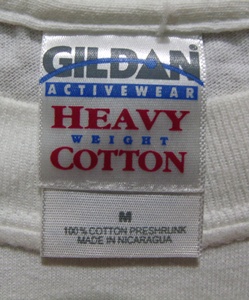 GILDAN
ACTIVEWEAR
HEAVY
WEIGHT
COTTON
M
100% COTTON PRESHRUNK
MADE IN NICARAGUA